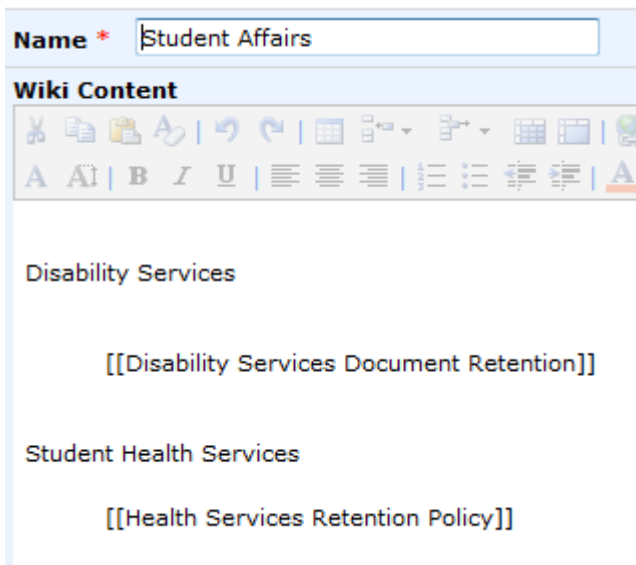 Name * Student Affairs
Wiki Content
A A B I U A
Disability Services
[[Disability Services Document Retention]]
Student Health Services
[[Health Services Retention Policy]]